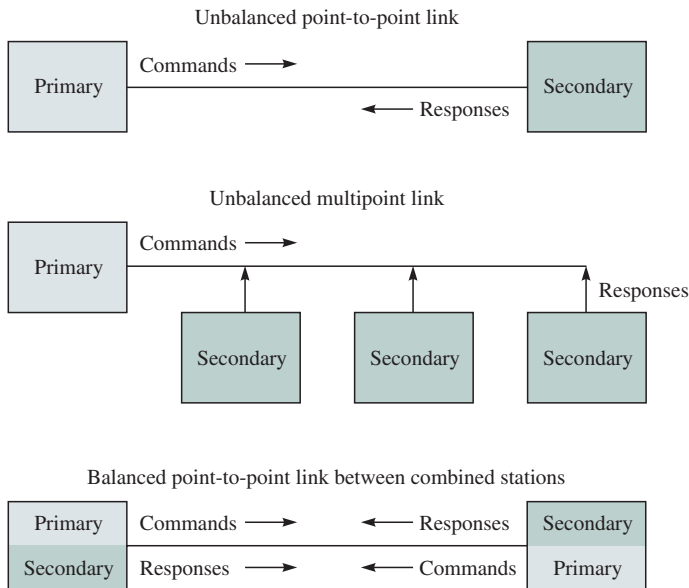 Unbalanced point-to-point link
Primary
Commands
Responses
Secondary
Unbalanced multipoint link
Primary
Commands
Responses
Secondary
Secondary
Secondary
Balanced point-to-point link between combined stations
Primary
Commands
Responses
Secondary
Secondary
Responses
Commands
Primary